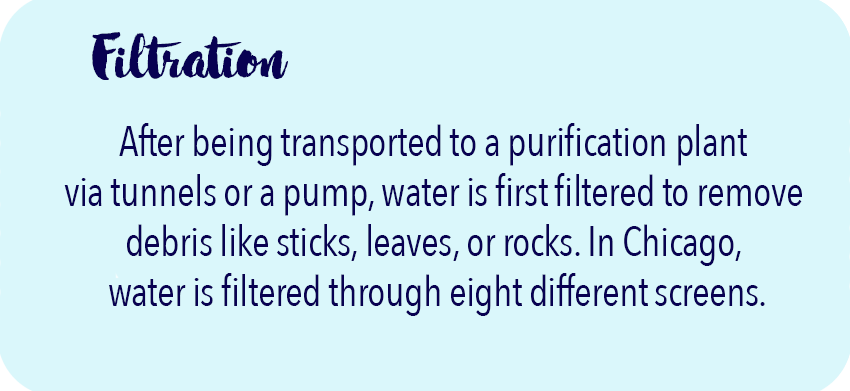 Filtration
After being transported to a purification plant
via tunnels or a pump, water is first filtered to remove
debris like sticks, leaves, or rocks. In Chicago,
water is filtered through eight different screens.